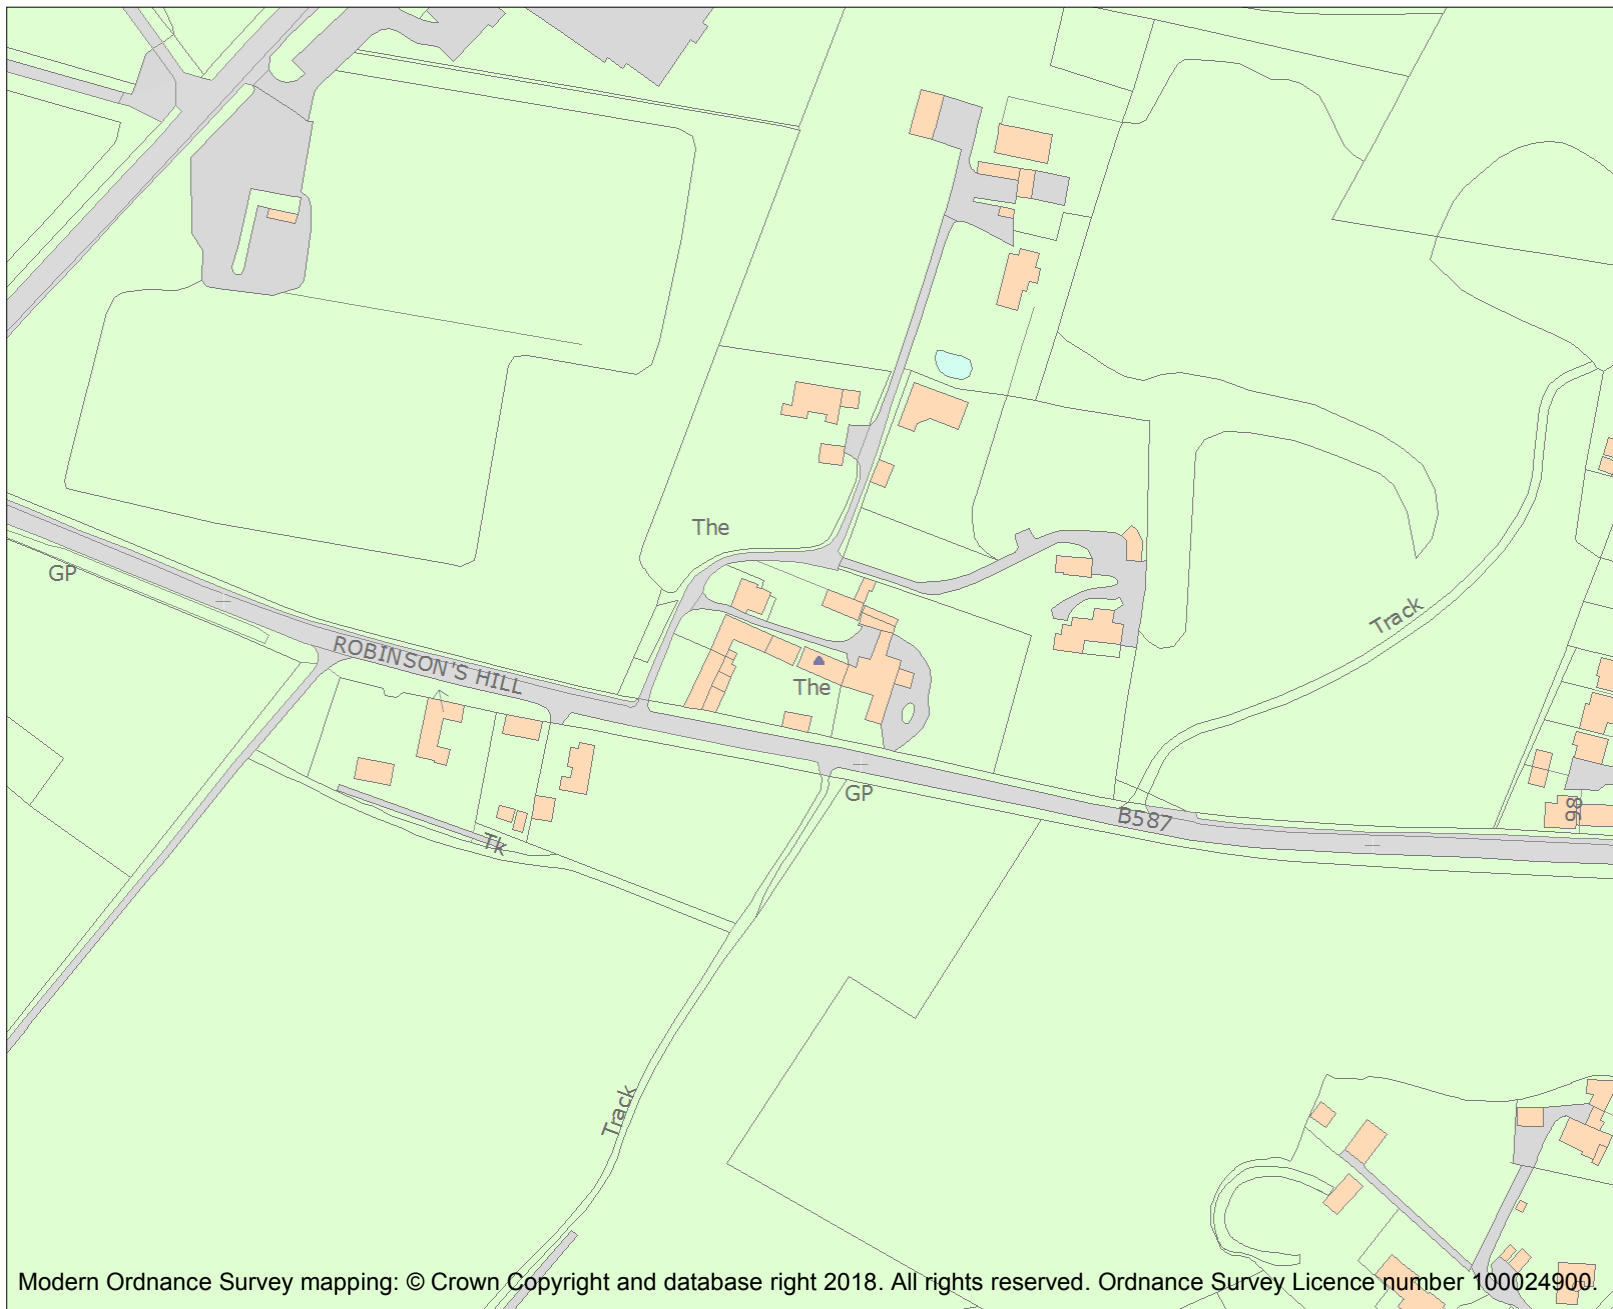 The
GP
Track
ROBINSON'S HILL
The
GP
B587
98
Tk
Track
Modern Ordnance Survey mapping: © Crown Copyright and database right 2018. All rights reserved. Ordnance Survey Licence number 100024900.